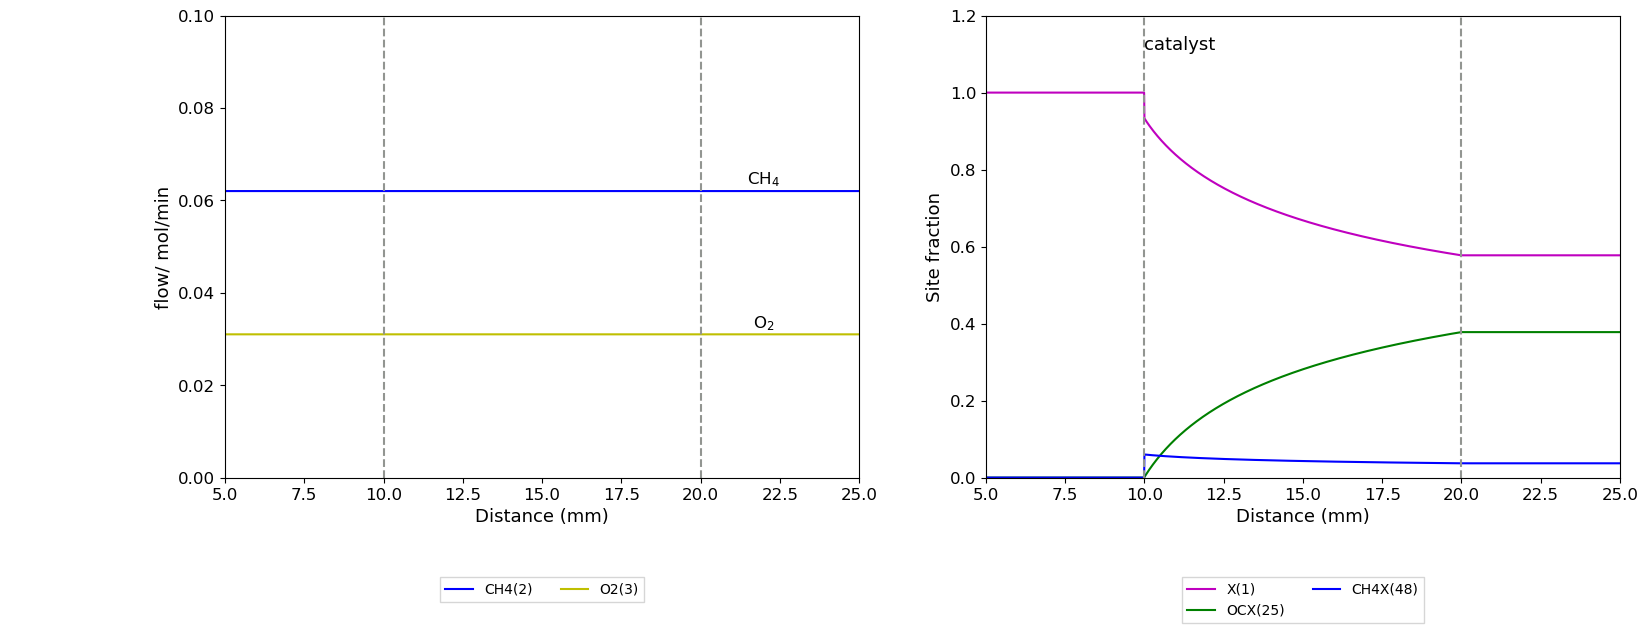 0.10
0.08
0.06
0.04
0.02
0.00
flow/ mol/min
CH₄
O₂
5.0 7.5 10.0 12.5 15.0 17.5 20.0 22.5 25.0
Distance (mm)
CH4(2) O2(3)
1.2
1.0
0.8
0.6
0.4
0.2
0.0
Site fraction
catalyst
5.0 7.5 10.0 12.5 15.0 17.5 20.0 22.5 25.0
Distance (mm)
X(1) CH4X(48)
OCX(25)